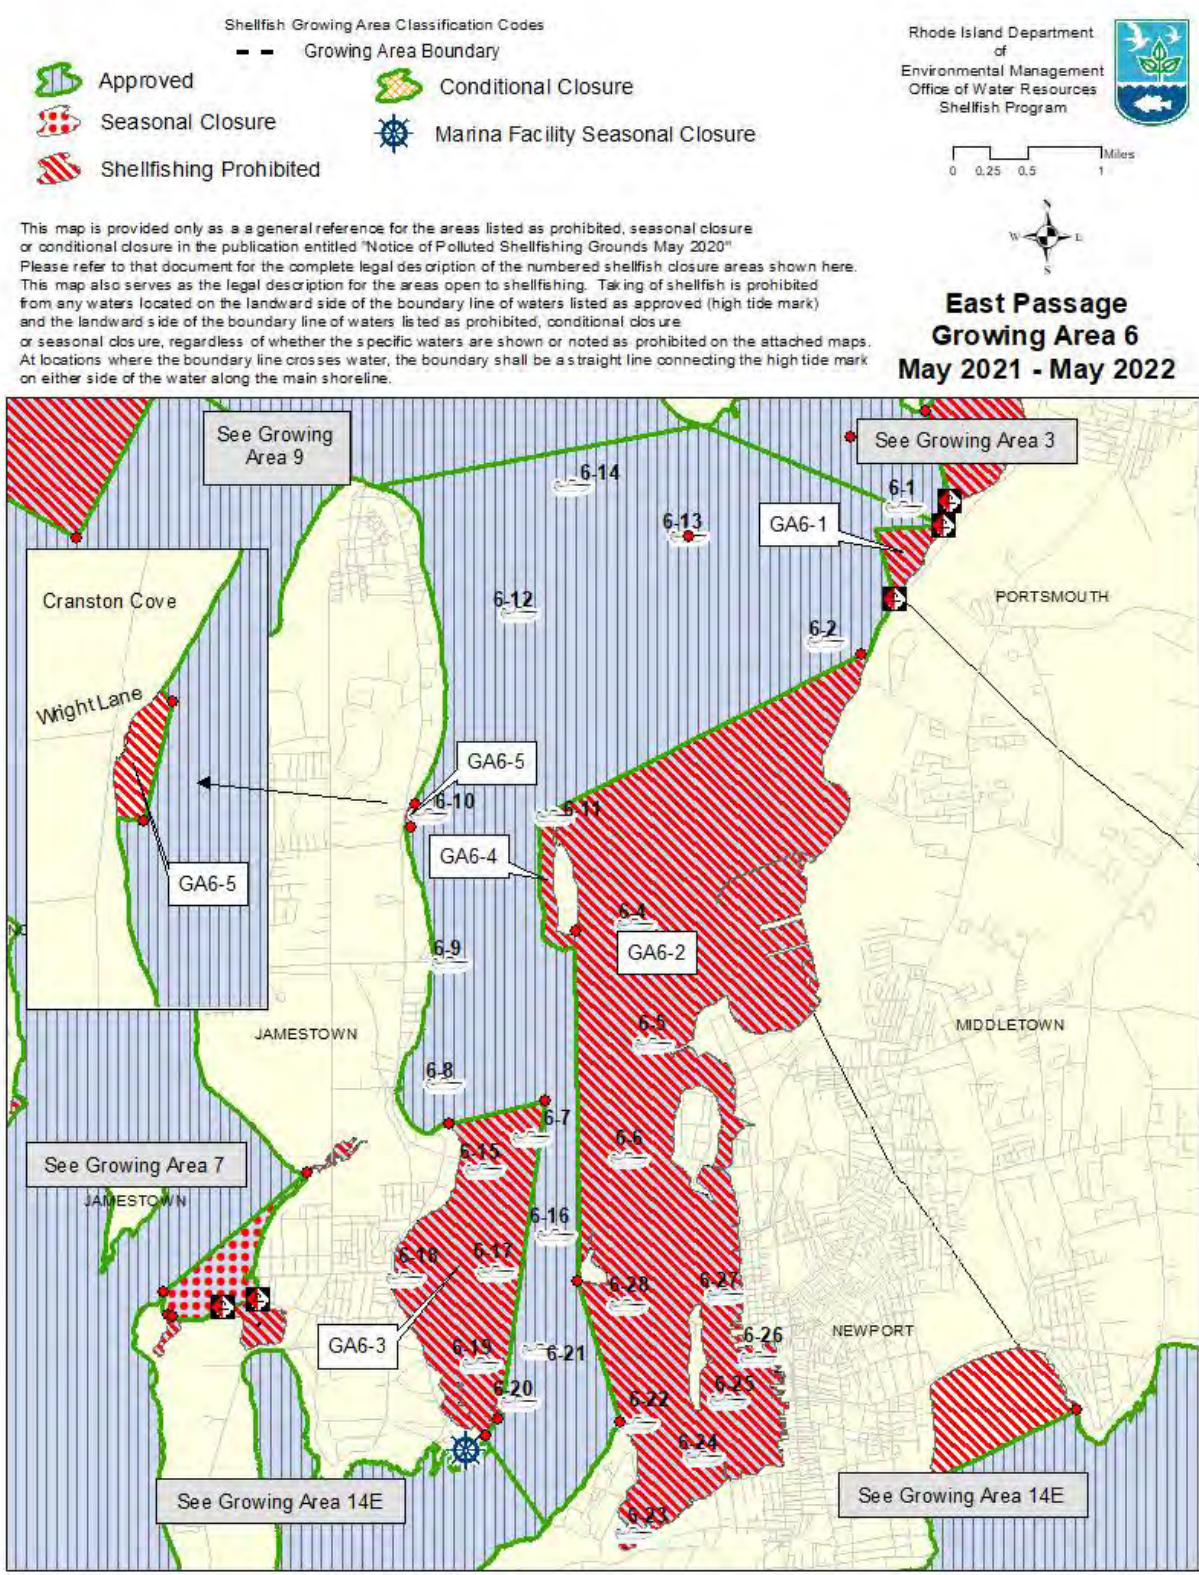 Shellfish Growing Area Classification Codes
Growing Area Boundary
Approved
Conditional Closure
Seasonal Closure
Marina Facility Seasonal Closure
Shellfishing Prohibited
Rhode Island Department
of
Environmental Management
Office of Water Resources
Shellfish Program
Miles
0 0.25 0.5 1
N
W E
S
This map is provided only as a a general reference for the areas listed as prohibited, seasonal closure
or conditional closure in the publication entitled "Notice of Polluted Shellfishing Grounds May 2020"
Please refer to that document for the complete legal description of the numbered shellfish closure areas shown here.
This map also serves as the legal description for the areas open to shellfishing. Taking of shellfish is prohibited
from any waters located on the landward side of the boundary line of waters listed as approved (high tide mark)
and the landward side of the boundary line of waters listed as prohibited, conditional closure
or seasonal closure, regardless of whether the specific waters are shown or noted as prohibited on the attached maps.
At locations where the boundary line crosses water, the boundary shall be a straight line connecting the high tide mark
on either side of the water along the main shoreline.
East Passage
Growing Area 6
May 2021 - May 2022
See Growing
Area 9
See Growing Area 3
6-14
6-1
6-13
GA6-1
Cranston Cove
6-12
PORTSMOUTH
6-2
Wright Lane
GA6-5
6-10
6-11
GA6-4
GA6-5
6-4
6-9
GA6-2
JAMESTOWN
6-5
MIDDLETOWN
6-8
6-7
6-6
6-15
See Growing Area 7
JAMESTOWN
6-16
6-18
6-17
6-28
6-27
NEWPORT
GA6-3
6-26
6-19
6-21
6-20
6-25
6-22
6-24
See Growing Area 14E
See Growing Area 14E
6-23